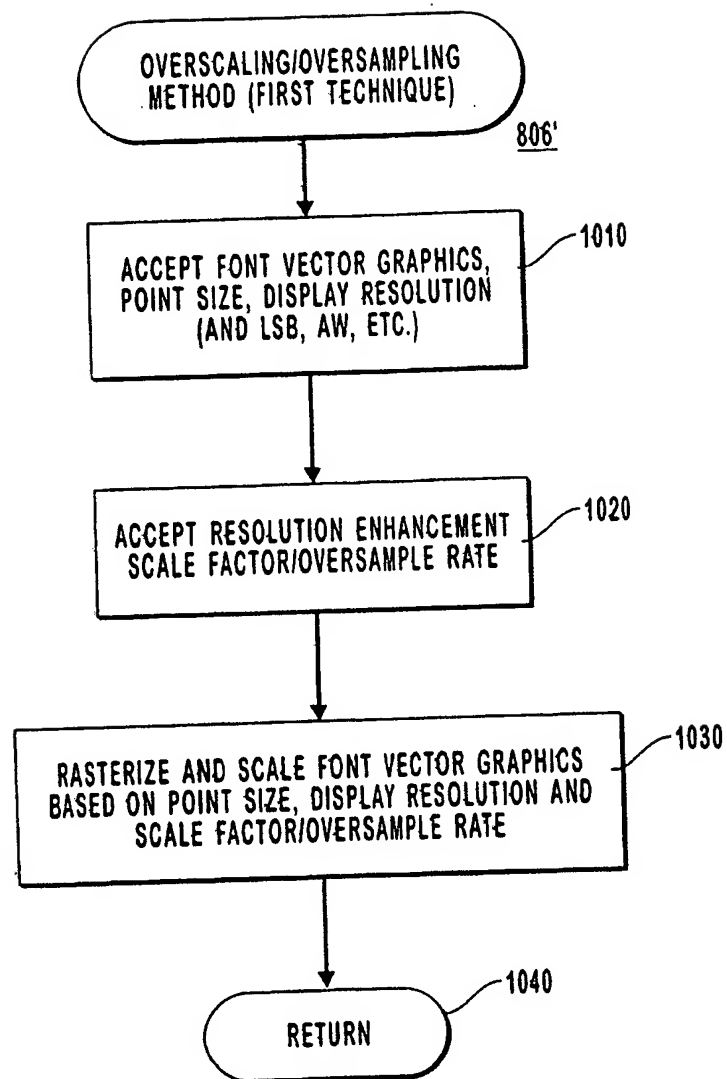 OVERSCALING/OVERSAMPLING
METHOD (FIRST TECHNIQUE)
806'
1010
ACCEPT FONT VECTOR GRAPHICS,
POINT SIZE, DISPLAY RESOLUTION
(AND LSB, AW, ETC.)
1020
ACCEPT RESOLUTION ENHANCEMENT
SCALE FACTOR/OVERSAMPLE RATE
1030
RASTERIZE AND SCALE FONT VECTOR GRAPHICS
BASED ON POINT SIZE, DISPLAY RESOLUTION AND
SCALE FACTOR/OVERSAMPLE RATE
1040
RETURN